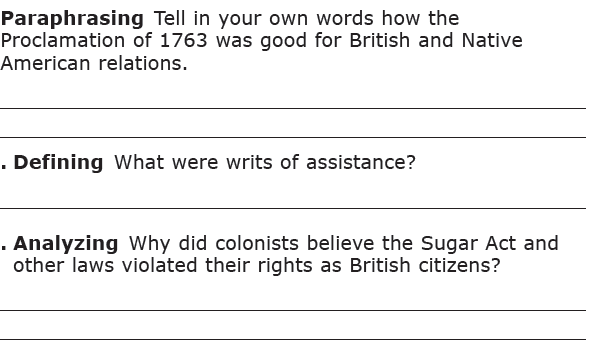 Paraphrasing Tell in your own words how the
Proclamation of 1763 was good for British and Native
American relations.
. Defining What were writs of assistance?
. Analyzing Why did colonists believe the Sugar Act and
other laws violated their rights as British citizens?